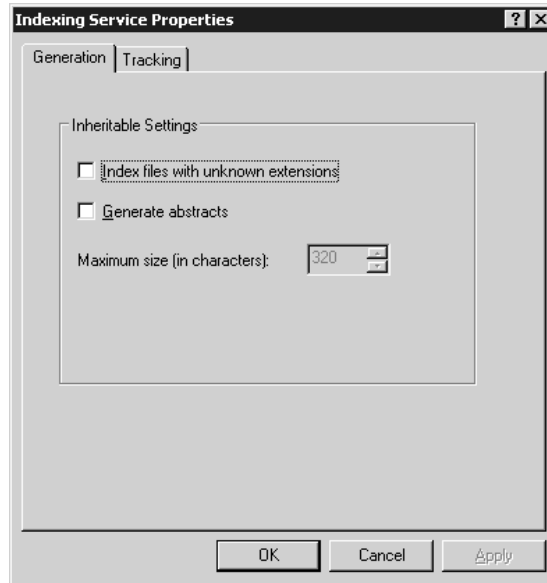 Indexing Service Properties
Generation Tracking
Inheritable Settings
Index files with unknown extensions
Generate abstracts
Maximum size (in characters): 320
OK Cancel Apply